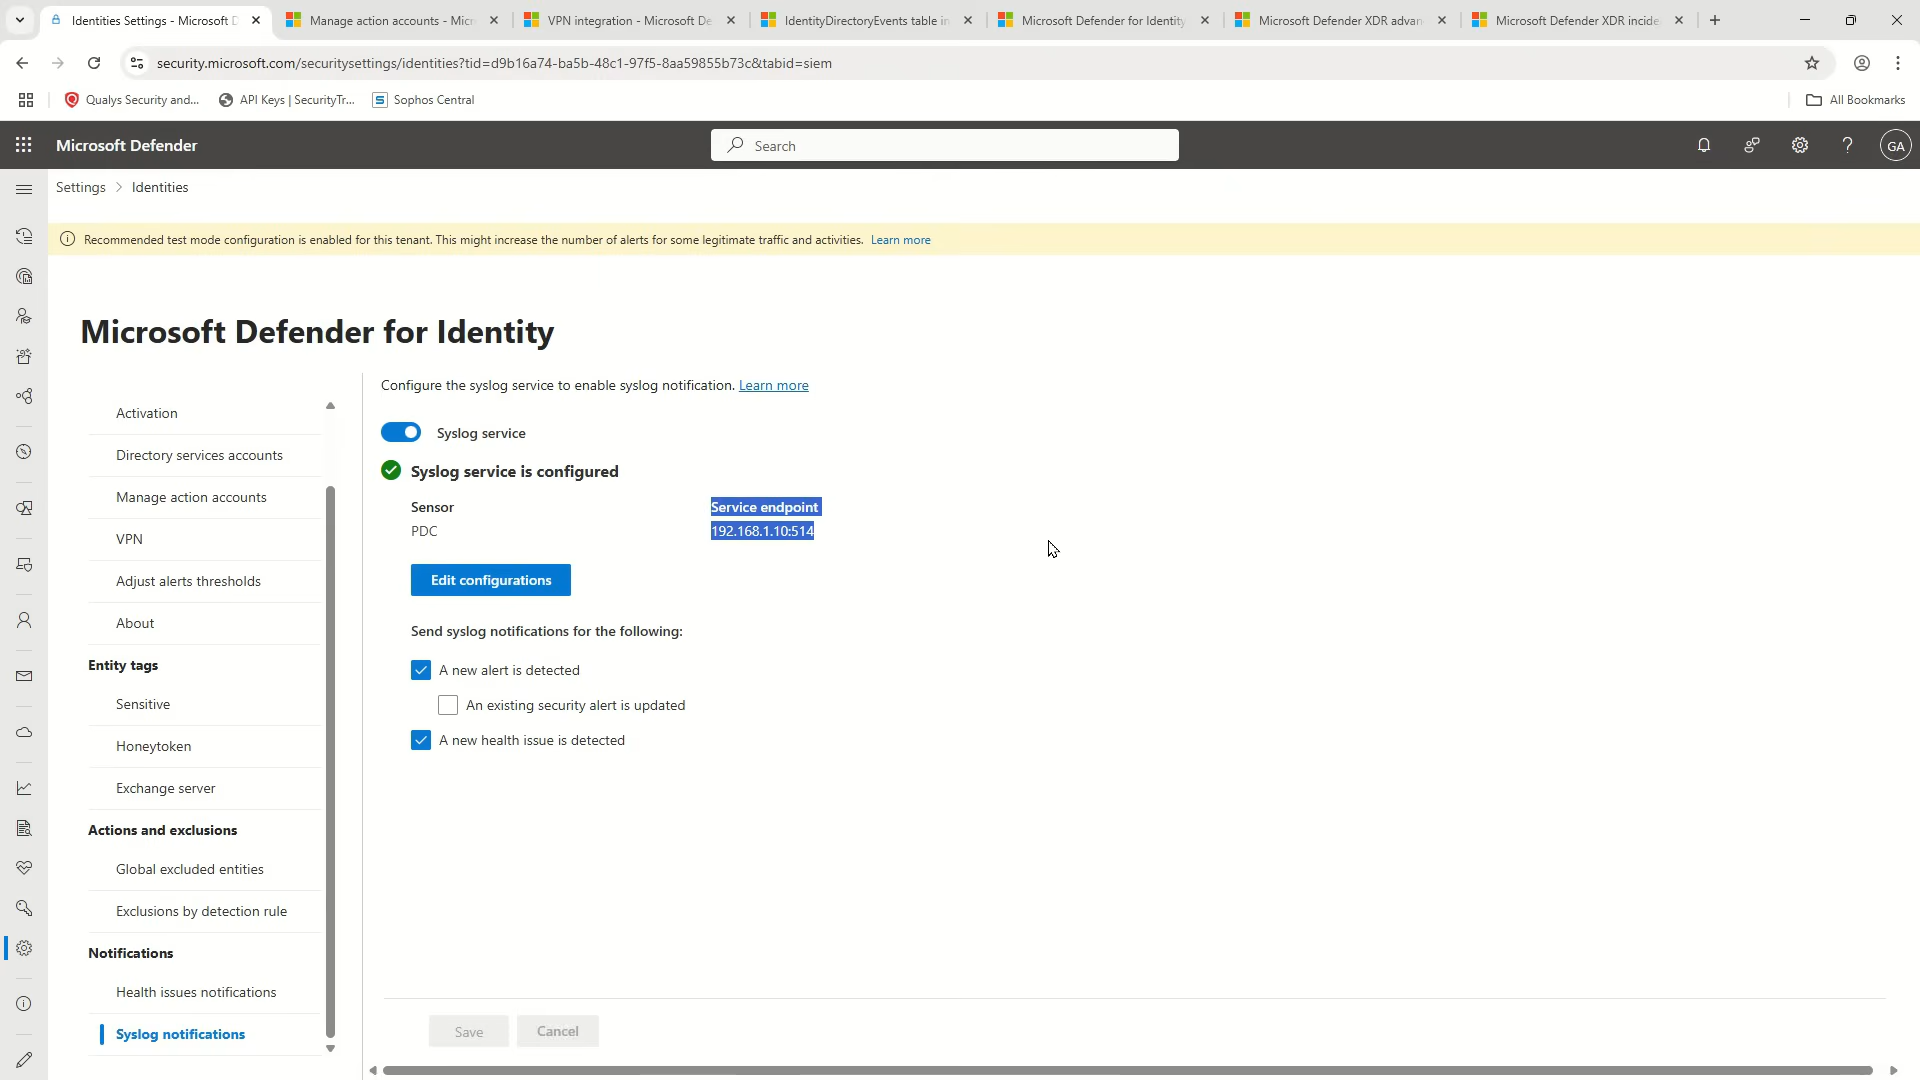 Identities Settings - Microsoft D
Manage action accounts - Micr
VPN integration - Microsoft De
IdentityDirectoryEvents table in
Microsoft Defender for Identity
Microsoft Defender XDR advan
Microsoft Defender XDR incide
security.microsoft.com/securitysettings/identities?tid=d9b16a74-ba5b-48c1-97f5-8aa59855b73c&tabid=siem
Qualys Security and...
API Keys | SecurityTr...
S Sophos Central
All Bookmarks
Microsoft Defender
Search
GA
Settings > Identities
Recommended test mode configuration is enabled for this tenant. This might increase the number of alerts for some legitimate traffic and activities. Learn more
Microsoft Defender for Identity
Activation
Directory services accounts
Manage action accounts
VPN
Adjust alerts thresholds
About
Entity tags
Sensitive
Honeytoken
Exchange server
Actions and exclusions
Global excluded entities
Exclusions by detection rule
Notifications
Health issues notifications
Syslog notifications
Configure the syslog service to enable syslog notification. Learn more
Syslog service
Syslog service is configured
Sensor Service endpoint
PDC 192.168.1.10:514
Edit configurations
Send syslog notifications for the following:
A new alert is detected
An existing security alert is updated
A new health issue is detected
Save Cancel